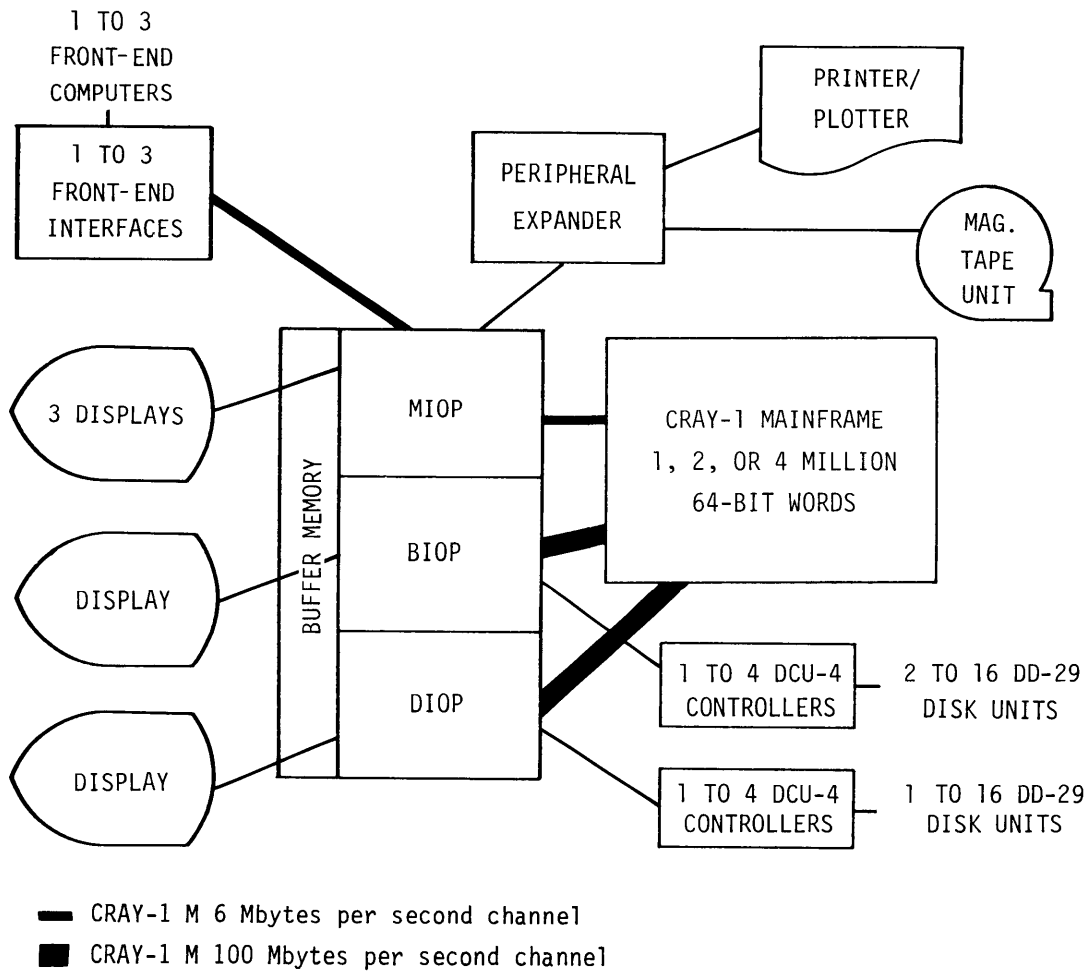 1 TO 3
FRONT-END
COMPUTERS
1 TO 3
FRONT-END
INTERFACES
PERIPHERAL
EXPANDER
PRINTER/
PLOTTER
MAG.
TAPE
UNIT
3 DISPLAYS
DISPLAY
DISPLAY
BUFFER MEMORY
MIOP
BIOP
DIOP
CRAY-1 MAINFRAME
1, 2, OR 4 MILLION
64-BIT WORDS
1 TO 4 DCU-4
CONTROLLERS
2 TO 16 DD-29
DISK UNITS
1 TO 4 DCU-4
CONTROLLERS
1 TO 16 DD-29
DISK UNITS
CRAY-1 M 6 Mbytes per second channel
CRAY-1 M 100 Mbytes per second channel